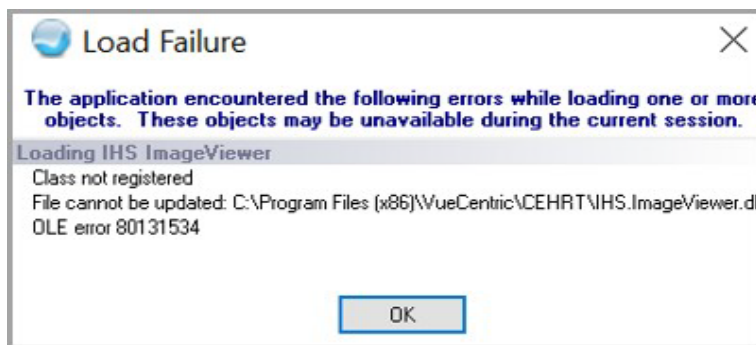 Load Failure
The application encountered the following errors while loading one or more
objects. These objects may be unavailable during the current session.
Loading IHS ImageViewer
Class not registered
File cannot be updated: C:\Program Files (x86)\VueCentric\CEHRT\IHS.ImageViewer.d
OLE error 80131534
OK